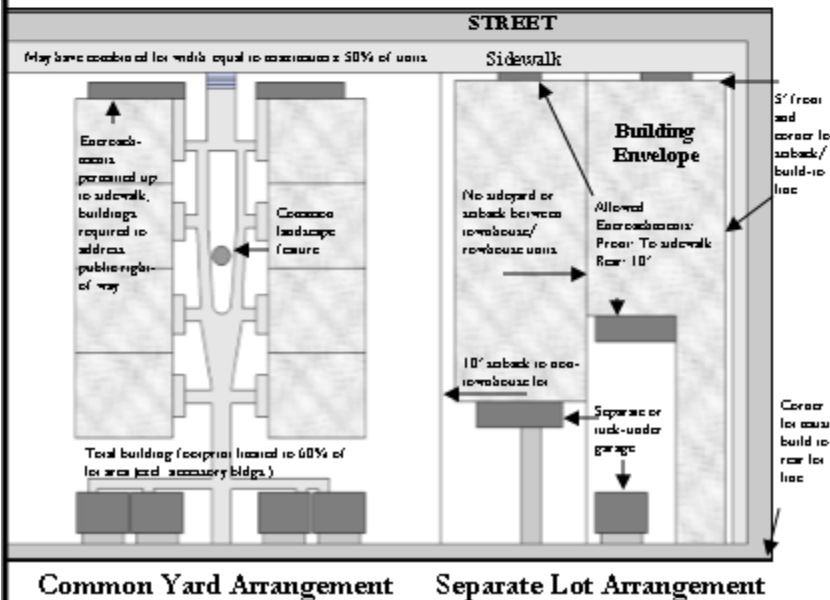 STREET
May have combined lot width equal to maximum 50% of units
Sidewalk
Encroach-
ments
permitted up
to sidewalk,
buildings
required to
address
public right-
of way
Common
landscape
feature
Total building footprint limited to 60% of
lot area (excl. accessory bldgs.)
No sideyard or
setback between
townhouse/
rowhouse units
10' setback to non-
townhouse lot
Building
Envelope
Allowed
Encroachments:
Front: To sidewalk
Rear: 10'
Separate or
tuck-under
garage
5' front
and
corner lot
setback/
build-to
line
Corner
lot must
build to
rear lot
line
Common Yard Arrangement
Separate Lot Arrangement